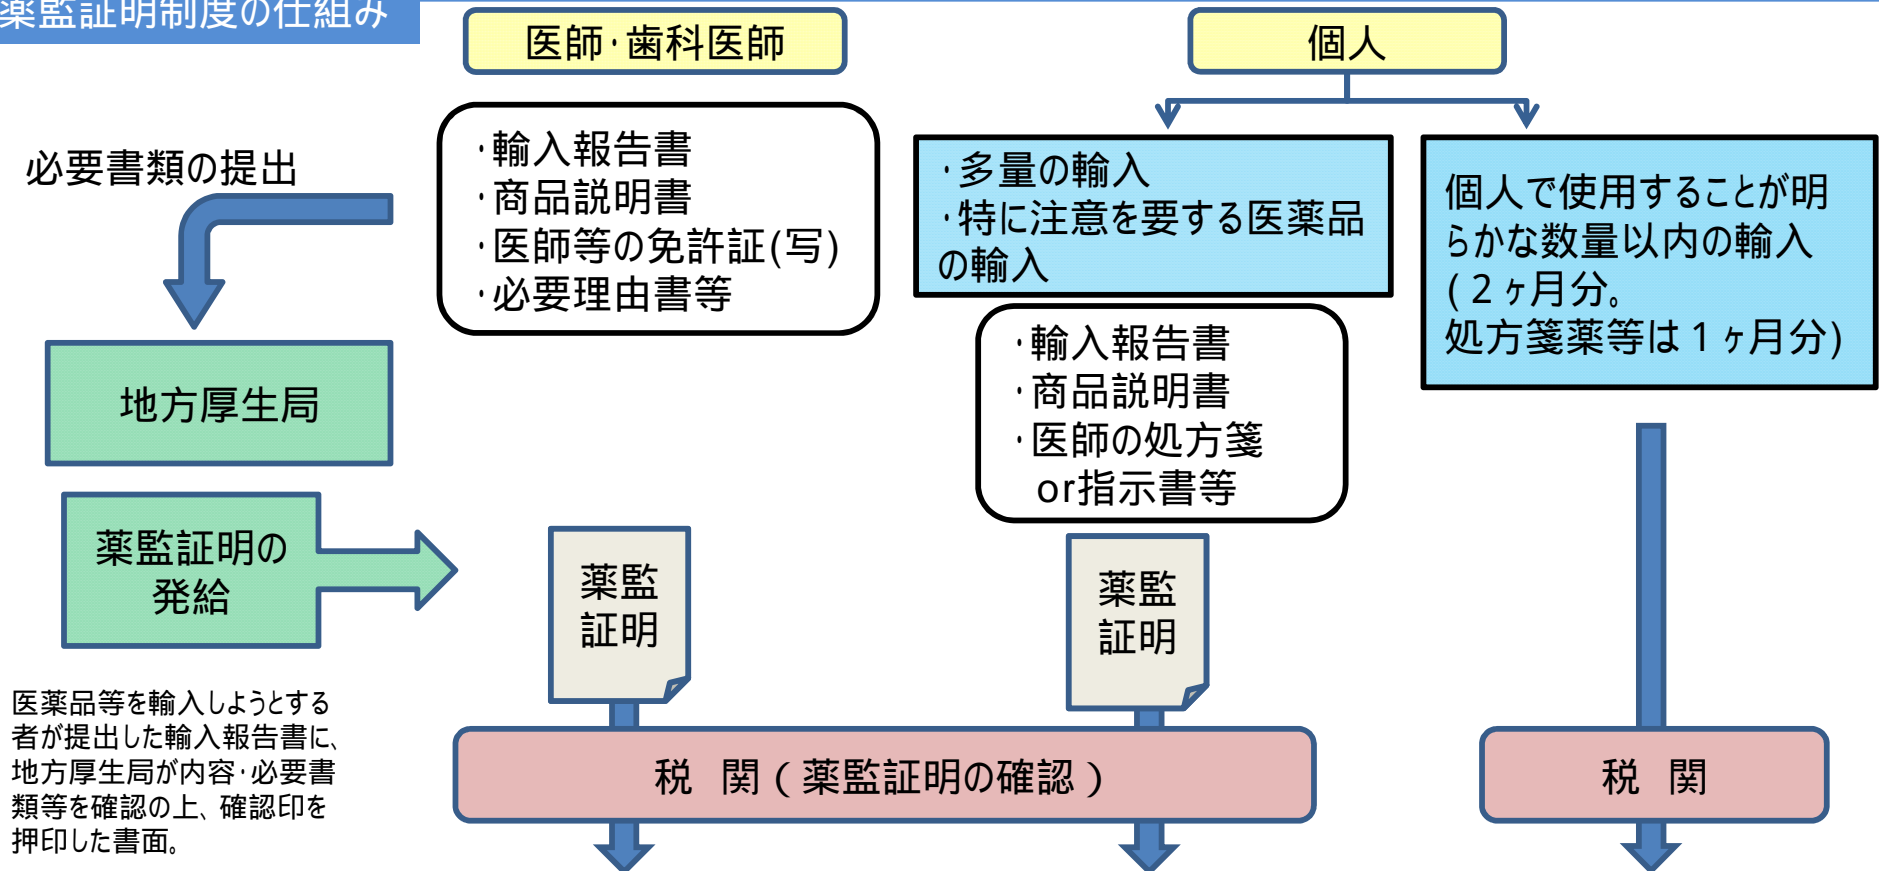 薬監証明制度の仕組み
医師・歯科医師
個人
必要書類の提出
・輸入報告書
・商品説明書
・医師等の免許証(写)
・必要理由書等
・多量の輸入
・特に注意を要する医薬品
の輸入
個人で使用することが明
らかな数量以内の輸入
(２ヶ月分。
処方箋薬等は１ヶ月分)
・輸入報告書
・商品説明書
・医師の処方箋
or指示書等
地方厚生局
薬監証明の
発給
薬監
証明
薬監
証明
医薬品等を輸入しようとする
者が提出した輸入報告書に、
地方厚生局が内容・必要書
類等を確認の上、確認印を
押印した書面。
税　関（薬監証明の確認）
税　関